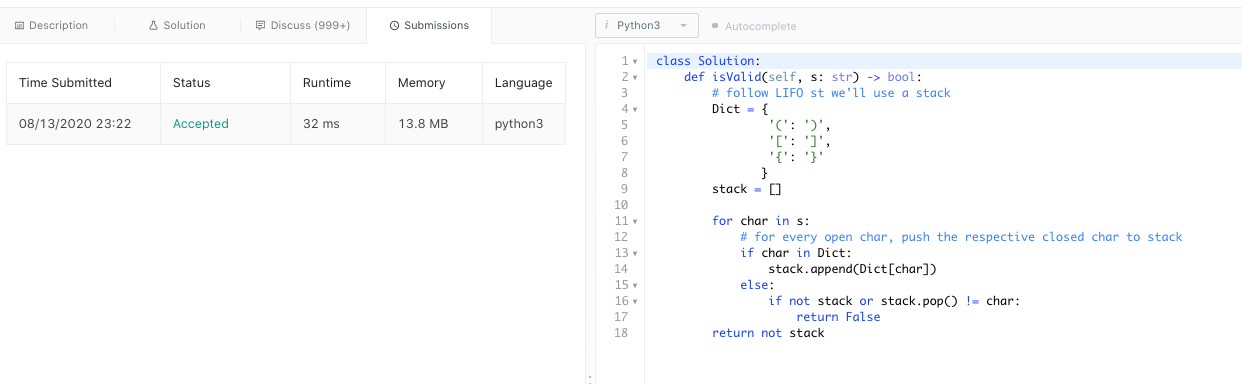 Description Solution Discuss (999+) Submissions
Time Submitted Status Runtime Memory Language
08/13/2020 23:22 Accepted 32 ms 13.8 MB python3
i Python3 Autocomplete
1 class Solution:
2     def isValid(self, s: str) -> bool:
3         # follow LIFO st we'll use a stack
4         Dict = {
5                 '(': ')',
6                 '[': ']',
7                 '{': '}'
8                }
9         stack = []
10
11         for char in s:
12             # for every open char, push the respective closed char to stack
13             if char in Dict:
14                 stack.append(Dict[char])
15             else:
16                 if not stack or stack.pop() != char:
17                     return False
18         return not stack